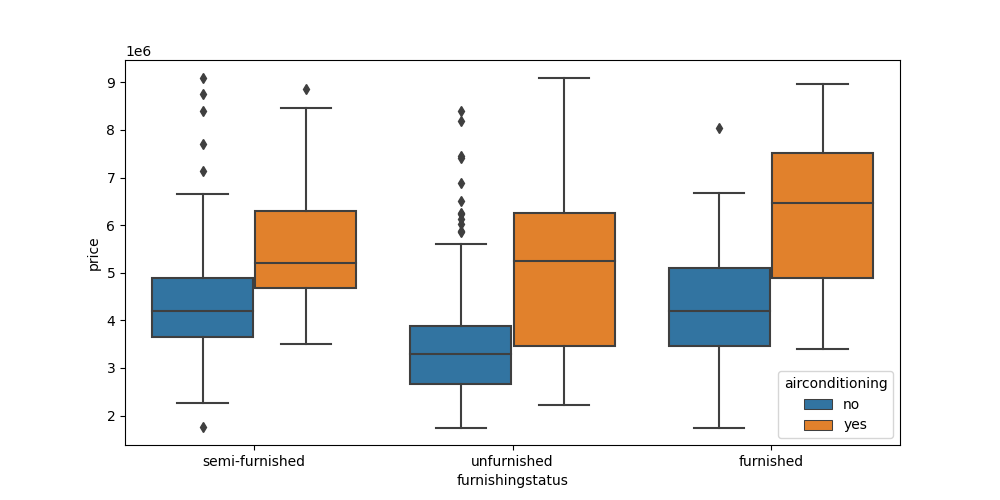 1e6
9
8
7
6
5
4
3
2
price
semi-furnished unfurnished furnished
furnishingstatus
airconditioning
no
yes